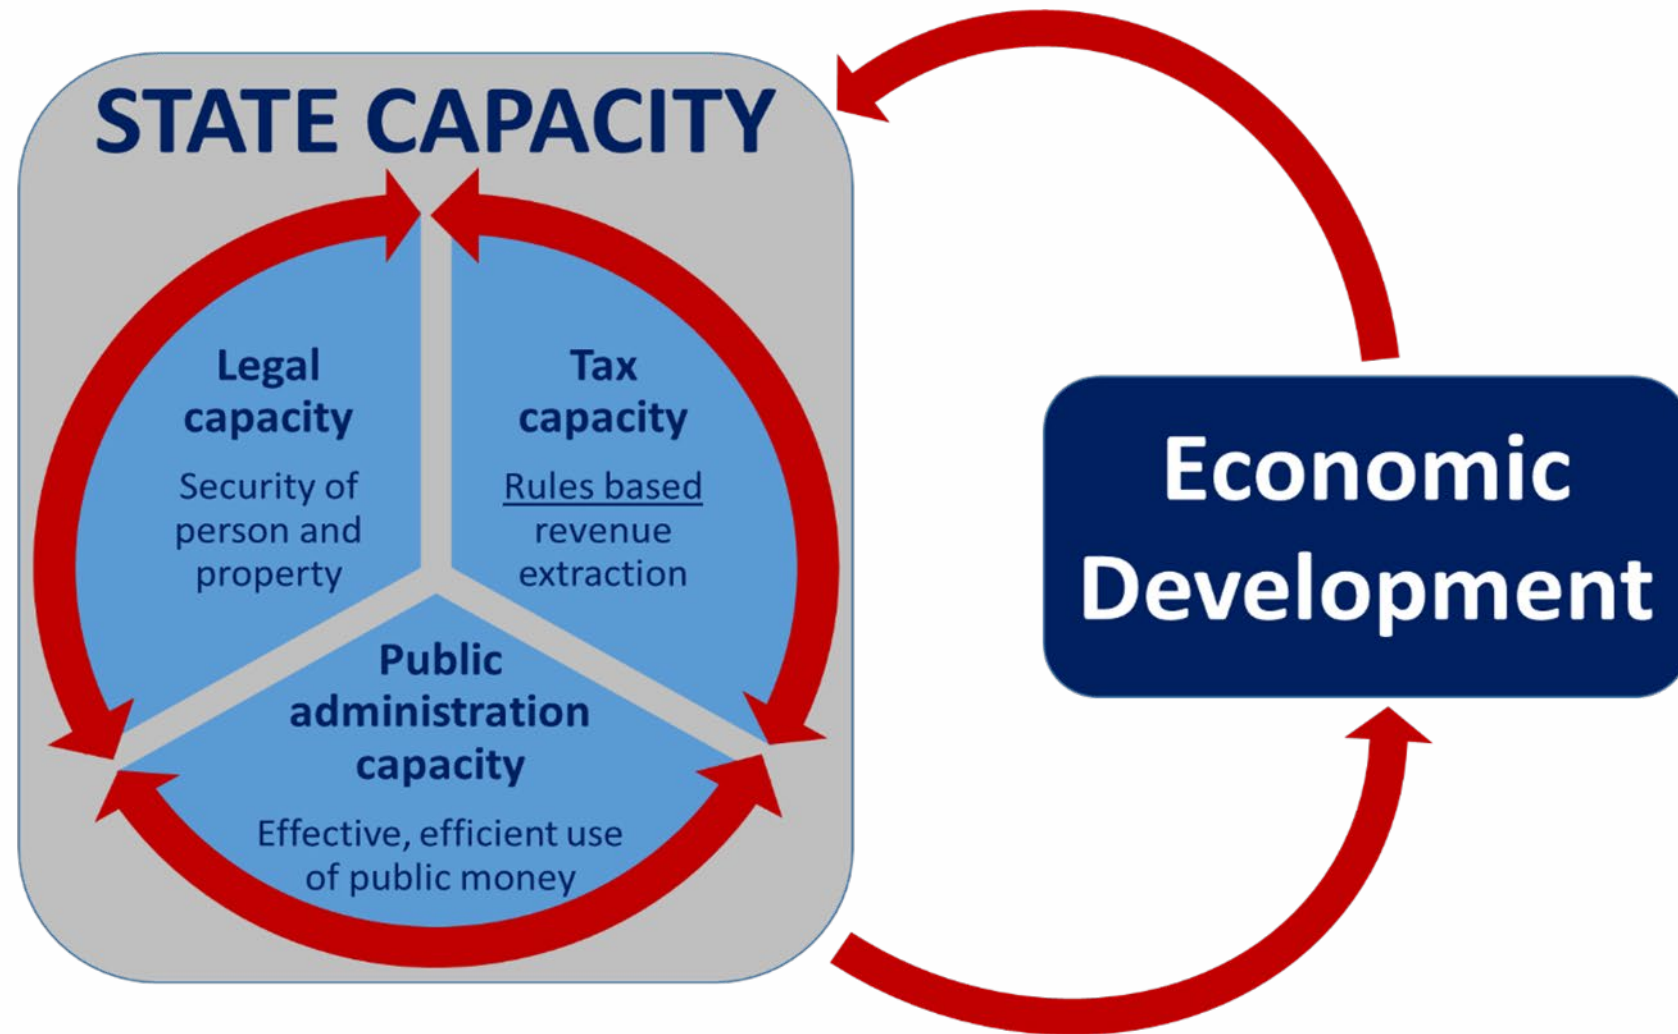 STATE CAPACITY
Legal
capacity
Security of
person and
property
Tax
capacity
Rules based
revenue
extraction
Public
administration
capacity
Effective, efficient use
of public money
Economic
Development